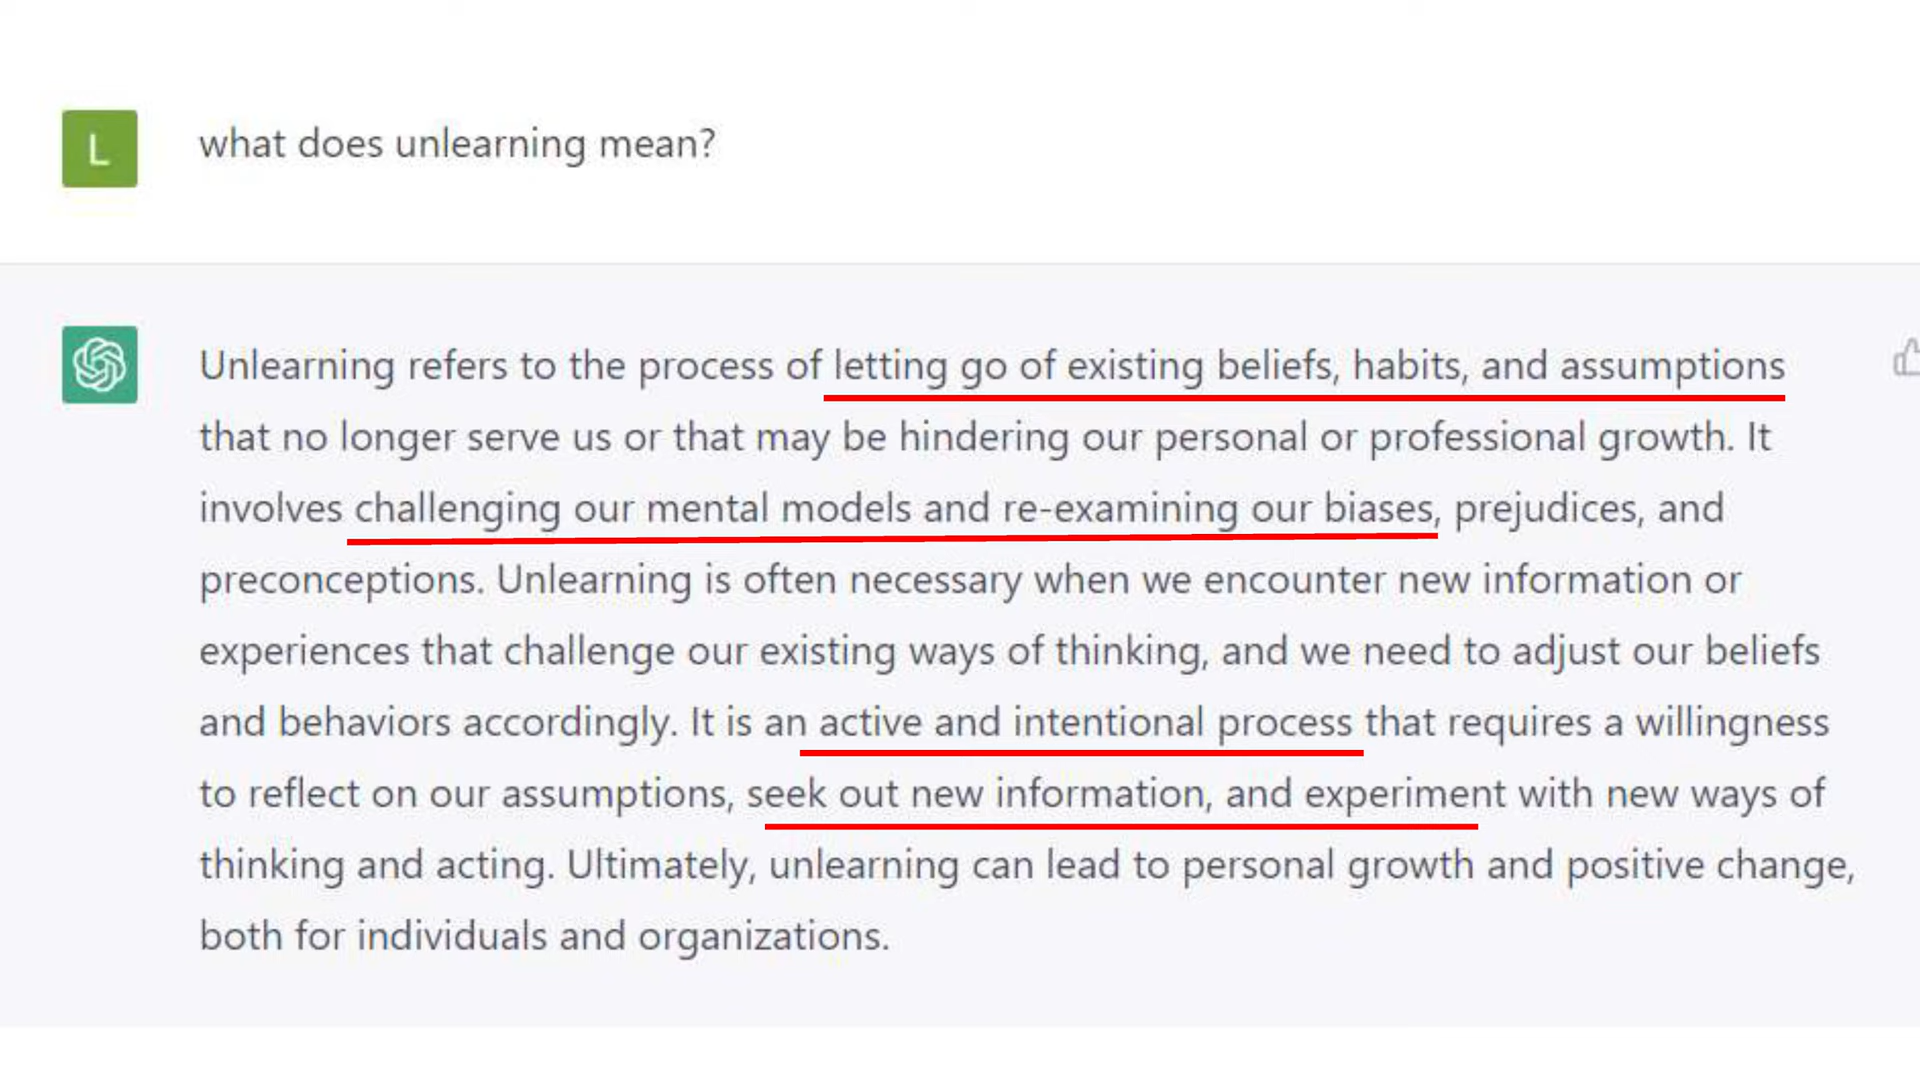 L
what does unlearning mean?
Unlearning refers to the process of letting go of existing beliefs, habits, and assumptions
that no longer serve us or that may be hindering our personal or professional growth. It
involves challenging our mental models and re-examining our biases, prejudices, and
preconceptions. Unlearning is often necessary when we encounter new information or
experiences that challenge our existing ways of thinking, and we need to adjust our beliefs
and behaviors accordingly. It is an active and intentional process that requires a willingness
to reflect on our assumptions, seek out new information, and experiment with new ways of
thinking and acting. Ultimately, unlearning can lead to personal growth and positive change,
both for individuals and organizations.